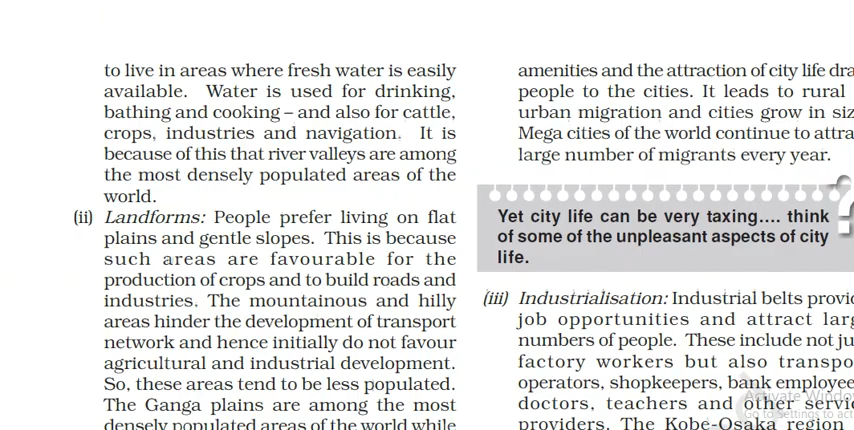 to live in areas where fresh water is easily
available. Water is used for drinking,
bathing and cooking – and also for cattle,
crops, industries and navigation. It is
because of this that river valleys are among
the most densely populated areas of the
world.
(ii) Landforms: People prefer living on flat
plains and gentle slopes. This is because
such areas are favourable for the
production of crops and to build roads and
industries. The mountainous and hilly
areas hinder the development of transport
network and hence initially do not favour
agricultural and industrial development.
So, these areas tend to be less populated.
The Ganga plains are among the most
densely populated areas of the world while
amenities and the attraction of city life dra
people to the cities. It leads to rural
urban migration and cities grow in siz
Mega cities of the world continue to attra
large number of migrants every year.
?
Yet city life can be very taxing.... think
of some of the unpleasant aspects of city
life.
(iii) Industrialisation: Industrial belts provid
job opportunities and attract larg
numbers of people. These include not ju
factory workers but also transpo
operators, shopkeepers, bank employee
doctors, teachers and other servic
providers. The Kobe-Osaka region
Activate Window
Go to Settings to act